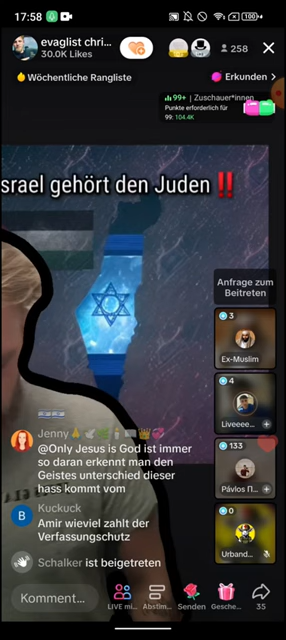 17:58
100+
evaglist chri...
30.0K Likes
258
Wöchentliche Rangliste
Erkunden >
99+ | Zuschauer*innen
Punkte erforderlich für
99: 104.4K
srael gehört den Juden ‼️
Anfrage zum
Beitreten
3
Ex-Muslim
4
Liveeee...
133
Pávlos Π...
0
Urband...
Jenny
@Only Jesus is God ist immer
so daran erkennt man den
Geistes unterschied dieser
hass kommt vom
B
Kuckuck
Amir wieviel zahlt der
Verfassungschutz
Schalker ist beigetreten
Komment...
LIVE mi...
Abstim...
Senden
Gesche...
35